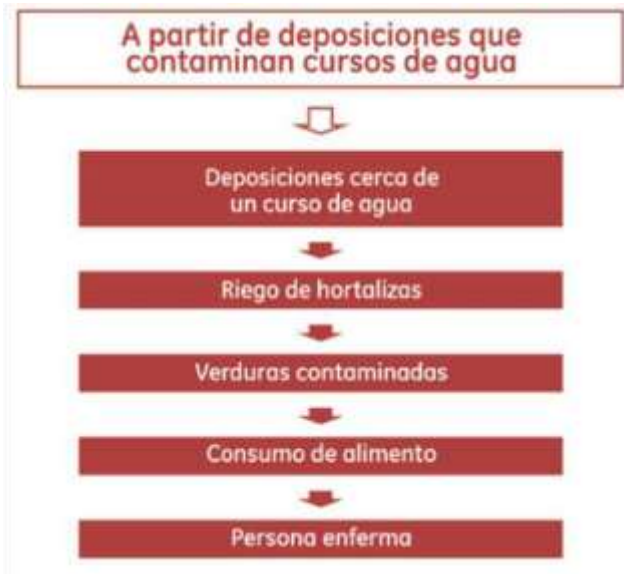 A partir de deposiciones que
contaminan cursos de agua
Deposiciones cerca de
un curso de agua
Riego de hortalizas
Verduras contaminadas
Consumo de alimento
Persona enferma